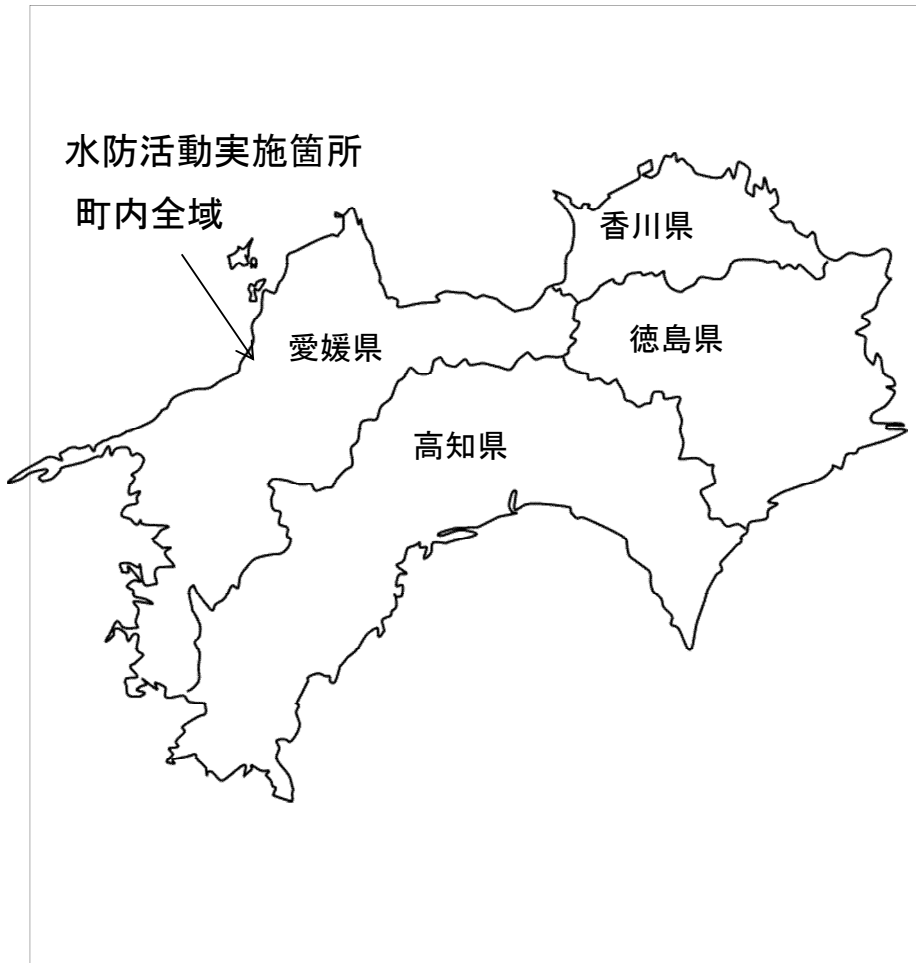 水防活動実施箇所
町内全域
香川県
徳島県
愛媛県
高知県